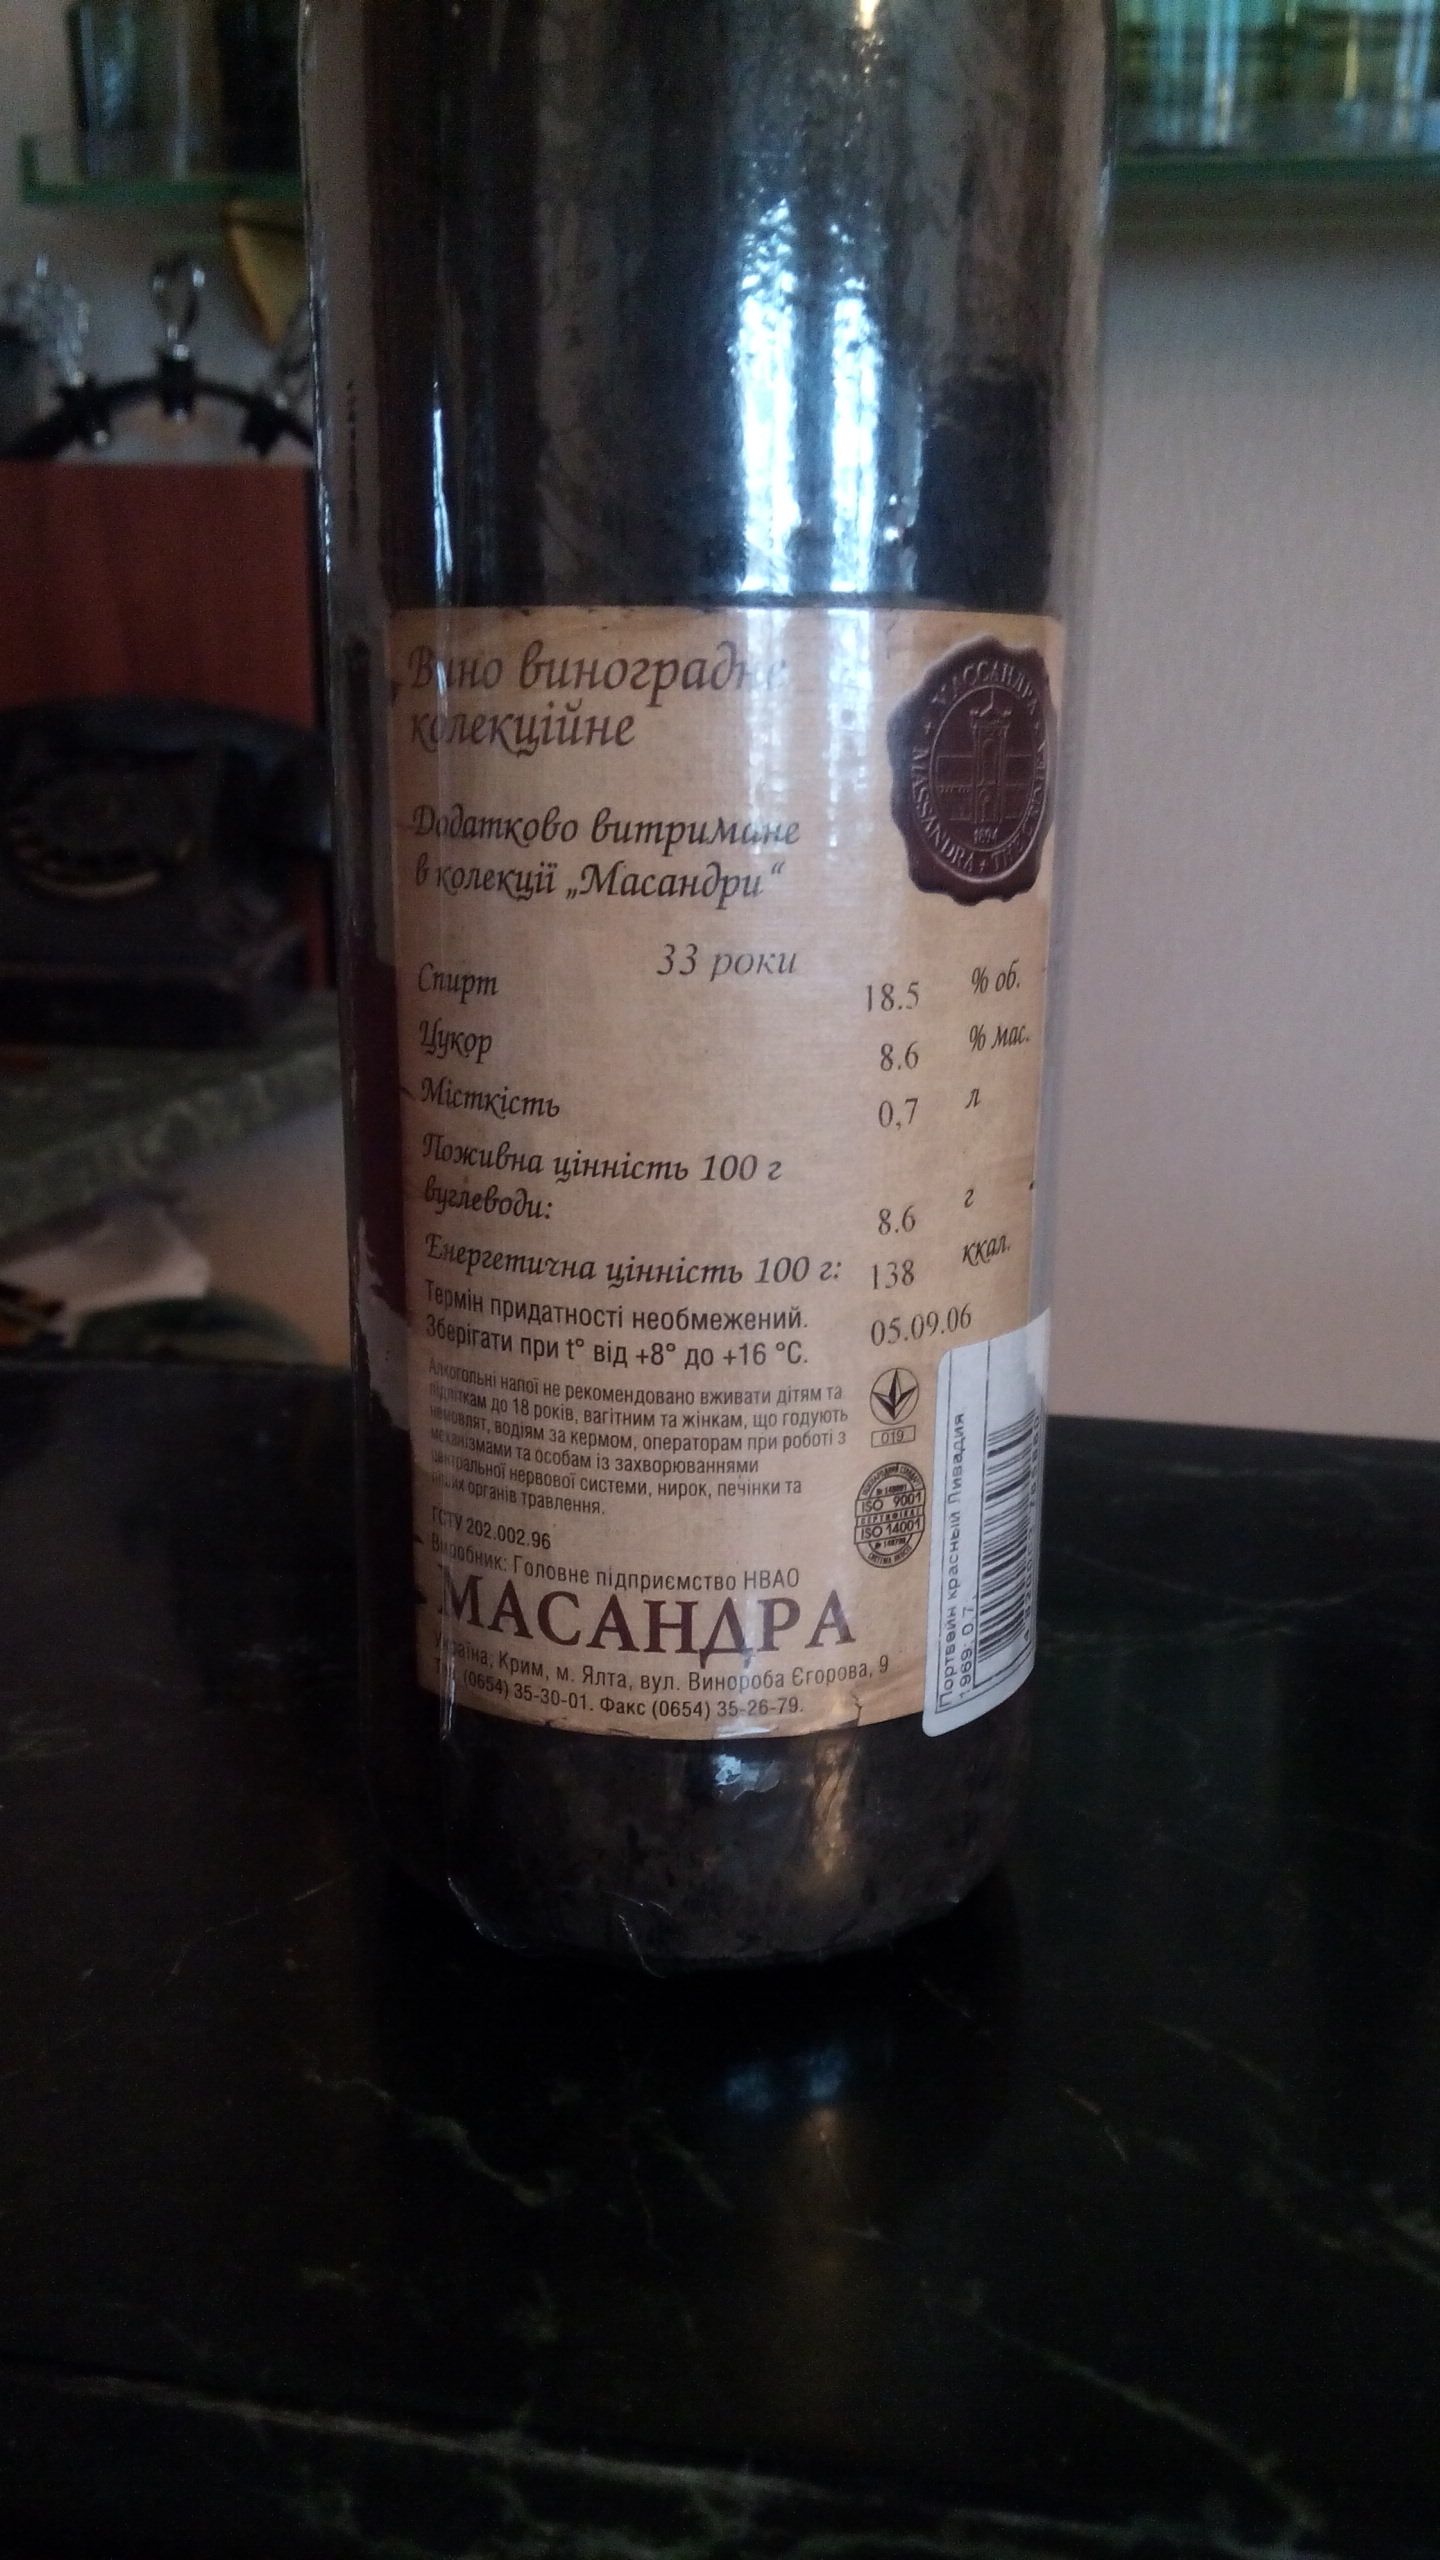 Вино виноградне
колекційне
Додатково витримане
в колекції „Масандри“
33 роки
Спирт 18.5 % об.
Цукор 8.6 % мас.
Місткість 0,7 л
Поживна цінність 100 г
вуглеводи: 8.6 г
Енергетична цінність 100 г: 138 ккал.
Термін придатності необмежений.
Зберігати при t° від +8° до +16 °С.
05.09.06
Алкогольні напої не рекомендовано вживати дітям та
підліткам до 18 років, вагітним та жінкам, що годують
немовлят, водіям за кермом, операторам при роботі з
механізмами та особам із захворюваннями
центральної нервової системи, нирок, печінки та
інших органів травлення.
ГСТУ 202.002.96
Виробник: Головне підприємство НВАО
МАСАНДРА
Україна, Крим, м. Ялта, вул. Винороба Єгорова, 9
Тел. (0654) 35-30-01. Факс (0654) 35-26-79.
МАССАНДРА
MASSANDRA
1894
019
ISO 9001
СЕРТИФІКАТ
ISO 14001
Портвейн красный Ливадия
1969; 0.7